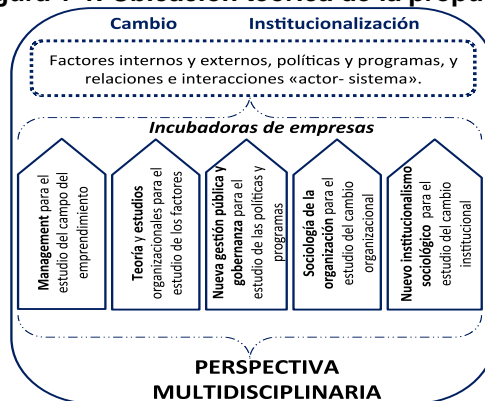 Cambio Institucionalización
Factores internos y externos, políticas y programas, y
relaciones e interacciones «actor- sistema».
Incubadoras de empresas
Management para el
estudio del campo del
emprendimiento
Teoría y estudios
organizacionales para el
estudio de los factores
Nueva gestión pública y
gobernanza para el
estudio de las políticas y
programas
Sociología de la
organización para el
estudio del cambio
organizacional
Nuevo institucionalismo
sociológico para el
estudio del cambio
institucional
PERSPECTIVA
MULTIDISCIPLINARIA